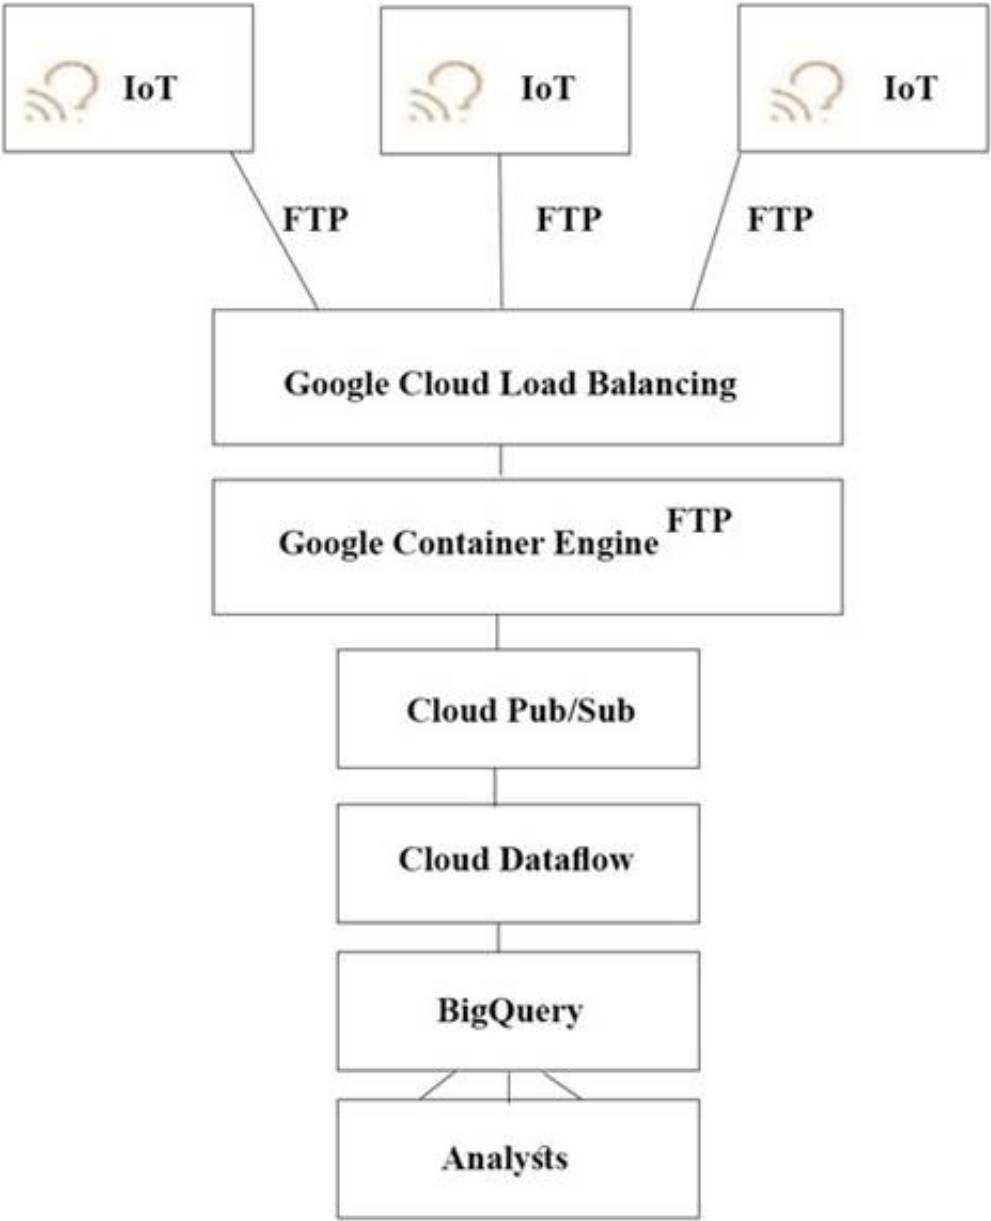 IoT
IoT
IoT
FTP
FTP
FTP
Google Cloud Load Balancing
Google Container Engine FTP
Cloud Pub/Sub
Cloud Dataflow
BigQuery
Analysts